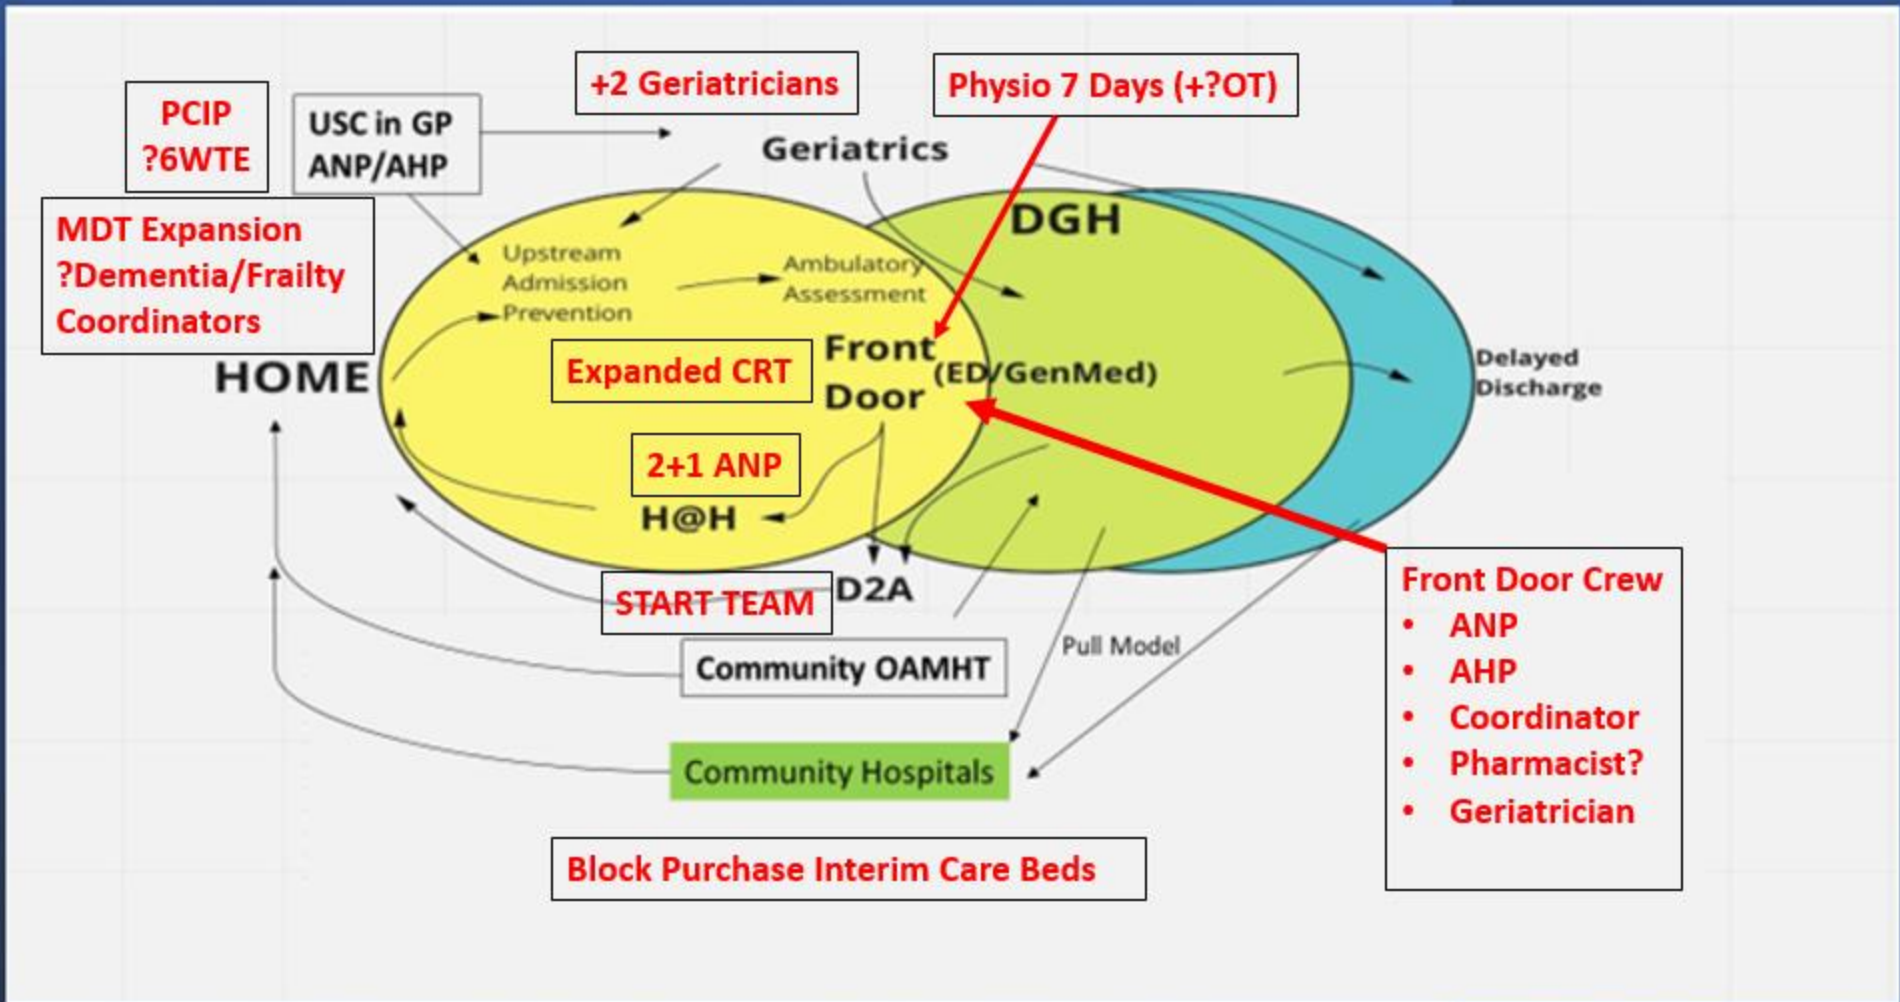 +2 Geriatricians
Physio 7 Days (+?OT)
PCIP
?6WTE
USC in GP
ANP/AHP
Geriatrics
MDT Expansion
?Dementia/Frailty
Coordinators
DGH
Upstream
Admission
Prevention
Ambulatory
Assessment
HOME
Expanded CRT
Front
Door
(ED/GenMed)
Delayed
Discharge
2+1 ANP
H@H
START TEAM
D2A
Community OAMHT
Pull Model
Community Hospitals
Front Door Crew
• ANP
• AHP
• Coordinator
• Pharmacist?
• Geriatrician
Block Purchase Interim Care Beds